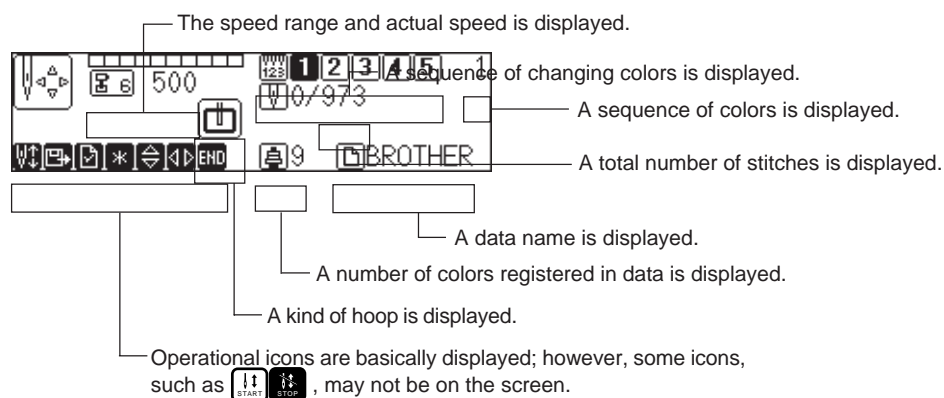 The speed range and actual speed is displayed.
123 1 2 3 4 5 1
A sequence of changing colors is displayed.
6 500
0/973
A sequence of colors is displayed.
END 9 BROTHER
A total number of stitches is displayed.
A data name is displayed.
A number of colors registered in data is displayed.
A kind of hoop is displayed.
Operational icons are basically displayed; however, some icons,
such as START STOP , may not be on the screen.